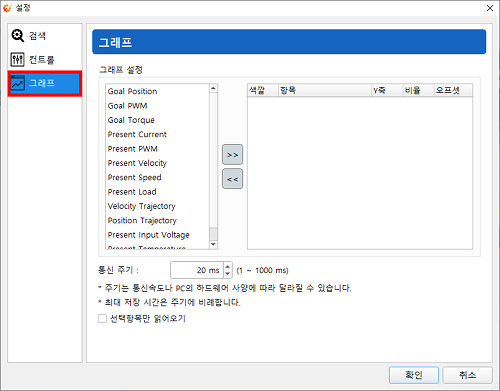 설정
검색
컨트롤
그래프
그래프
그래프 설정
Goal Position
Goal PWM
Goal Torque
Present Current
Present PWM
Present Velocity
Present Speed
Present Load
Velocity Trajectory
Position Trajectory
Present Input Voltage
Present Temperature
>>
<<
색깔 항목 Y축 비율 오프셋
통신 주기 : 20 ms (1 ~ 1000 ms)
* 주기는 통신속도나 PC의 하드웨어 사양에 따라 달라질 수 있습니다.
* 최대 저장 시간은 주기에 비례합니다.
선택항목만 읽어오기
확인 취소